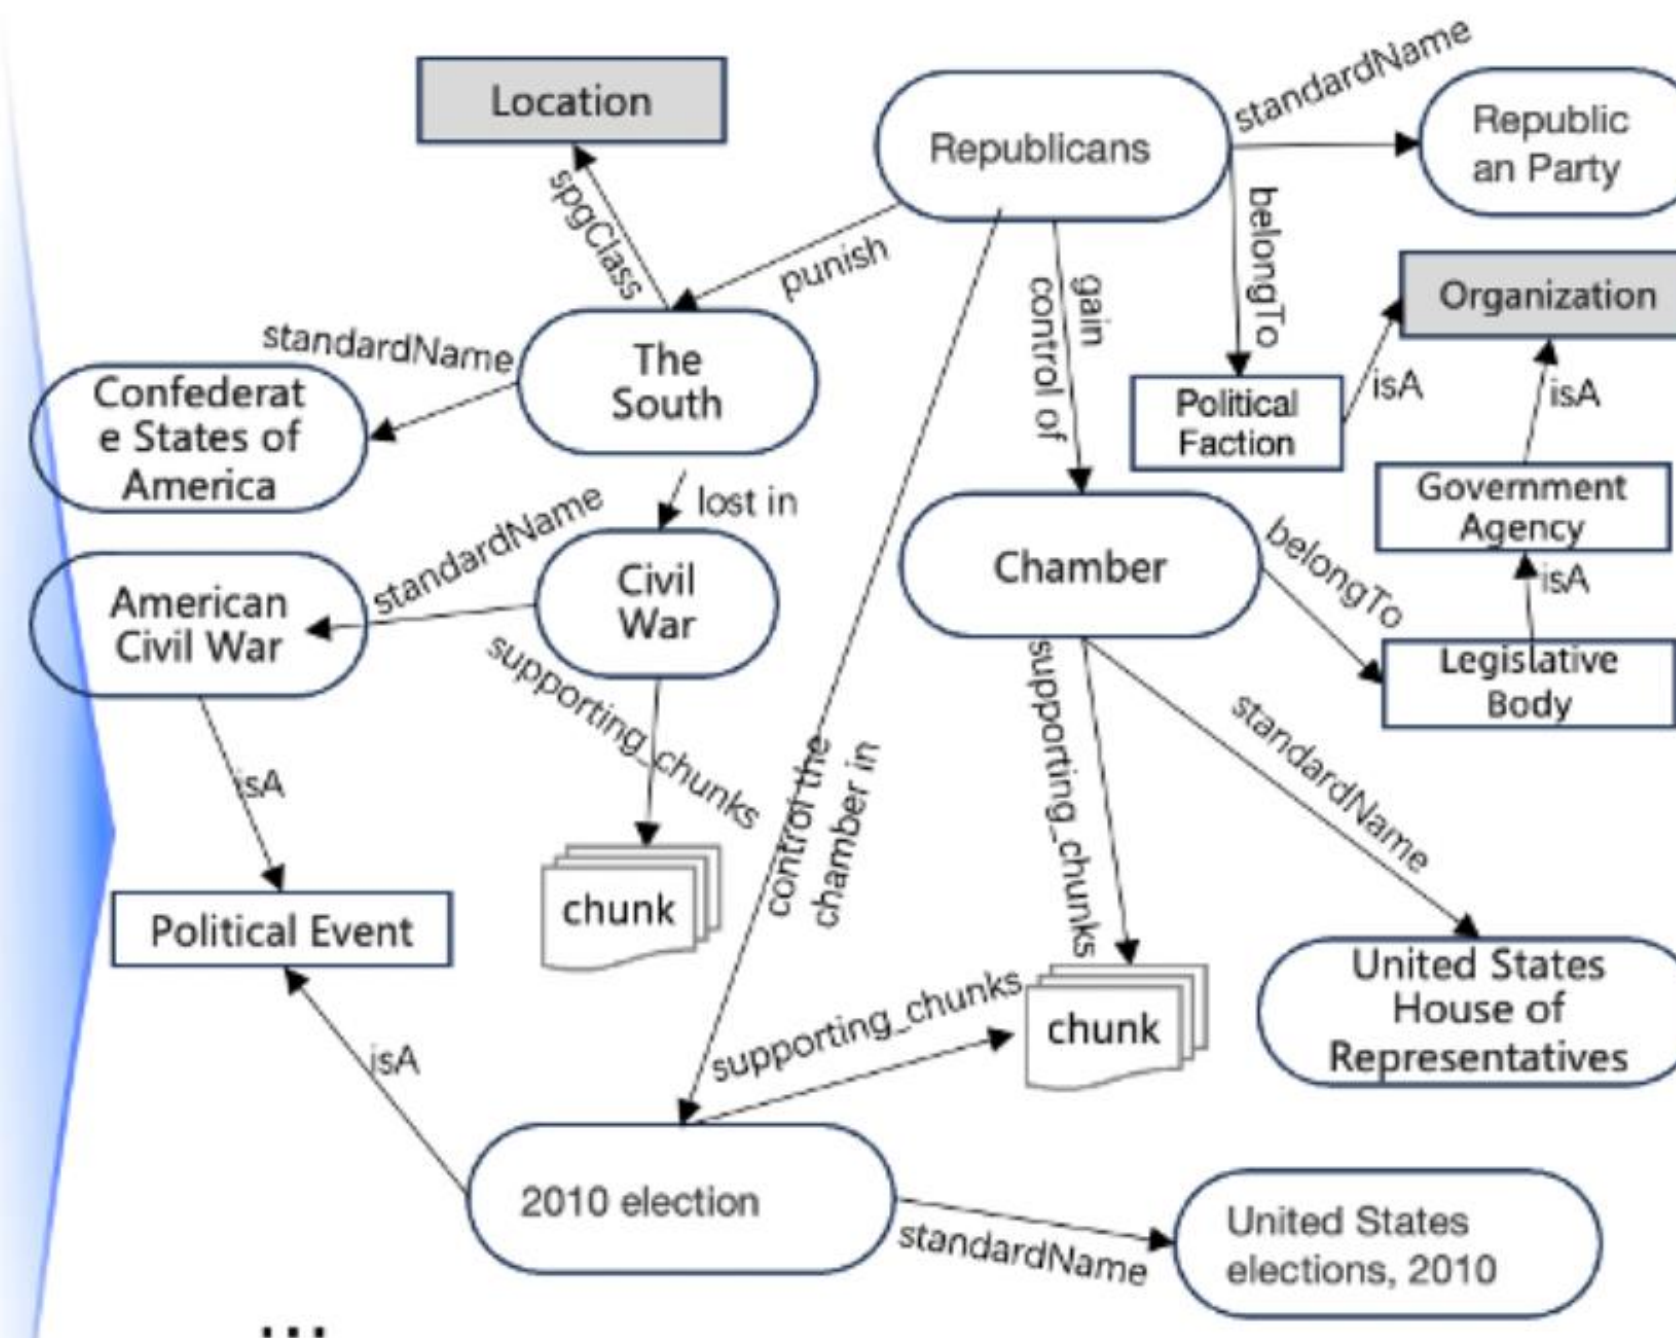 Location
Republicans
standardName
Republic
an Party
spgClass
punish
belongTo
gain
control of
Organization
standardName
The
South
Confederat
e States of
America
isA
isA
Political
Faction
lost in
Government
Agency
standardName
Civil
War
Chamber
belongTo
isA
American
Civil War
Legislative
Body
supporting_chunks
supporting_chunks
standardName
control the
chamber in
isA
chunk
Political Event
United States
House of
Representatives
supporting_chunks
chunk
isA
2010 election
standardName
United States
elections, 2010
...